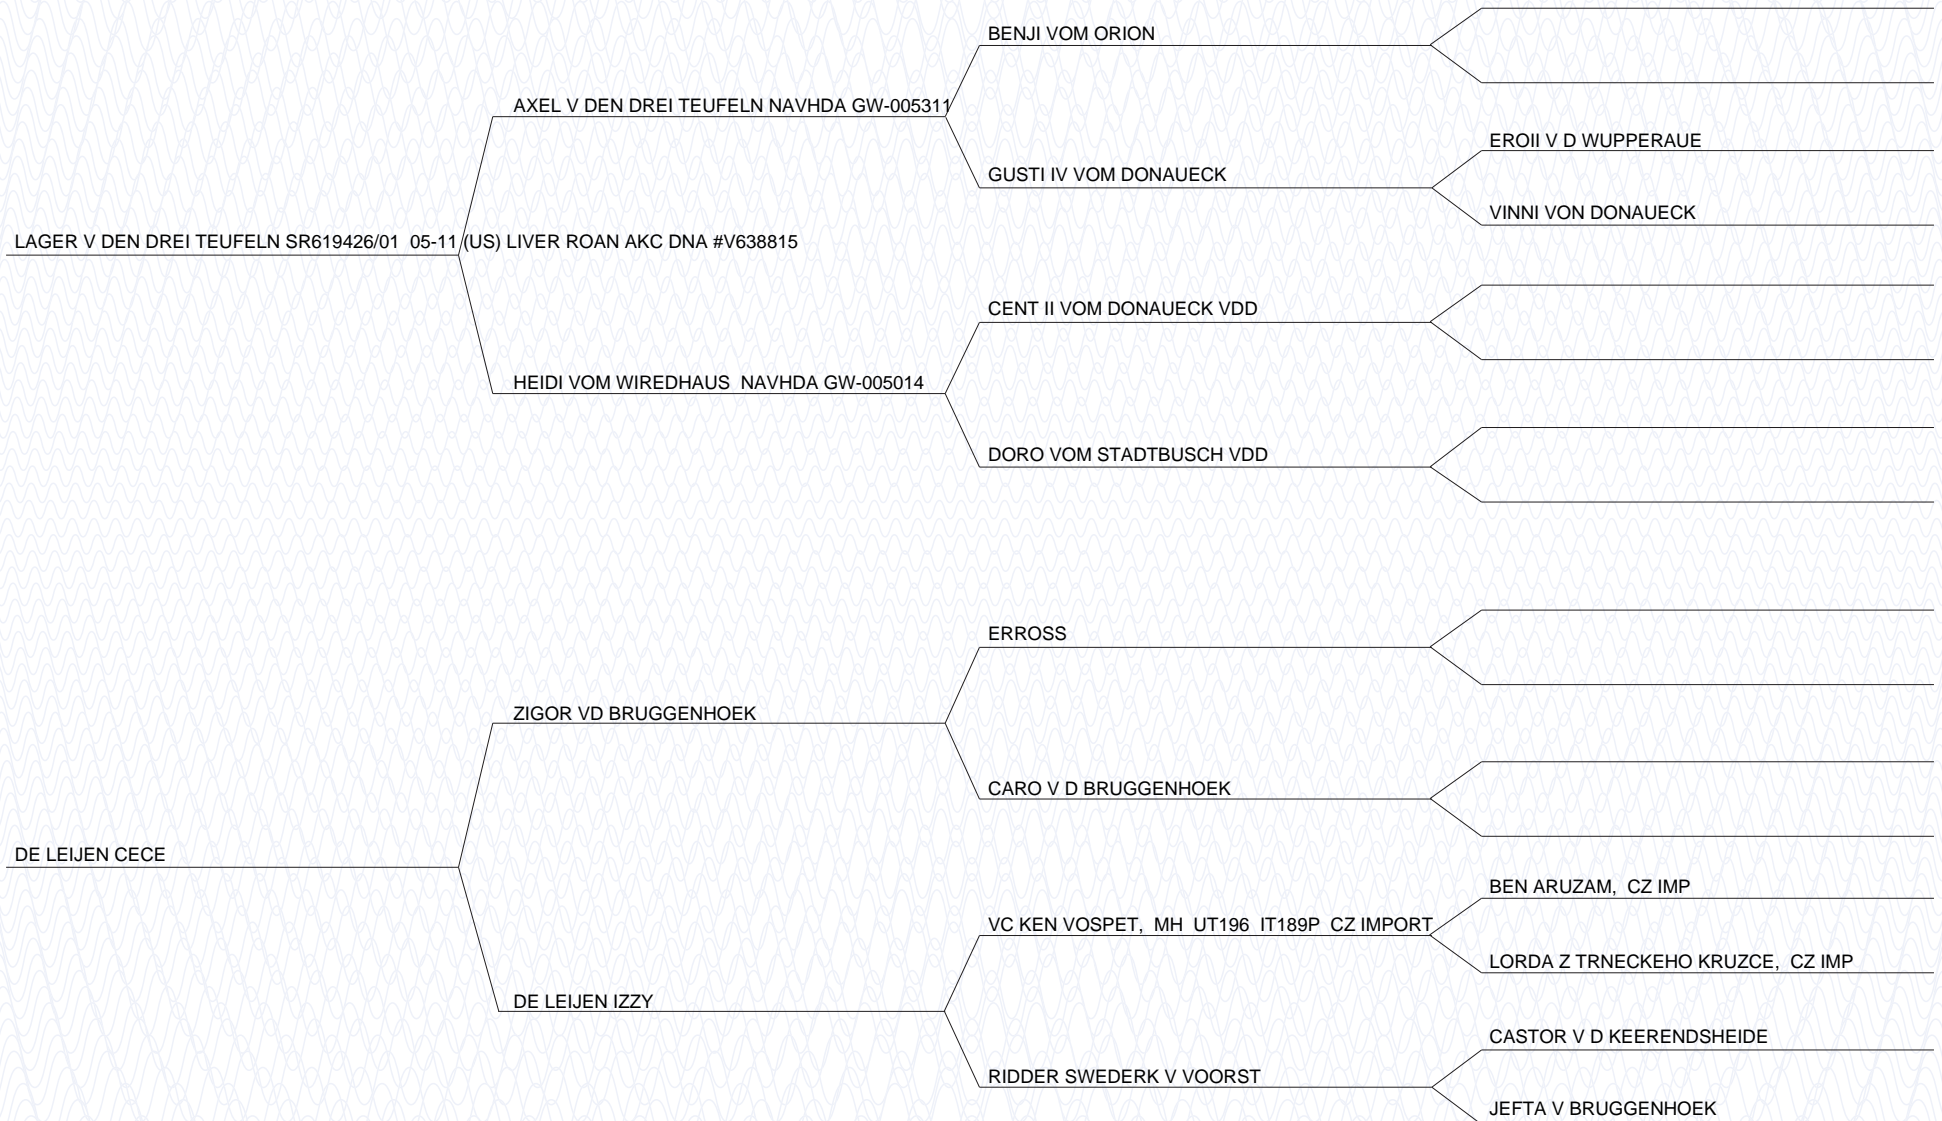 BENJI VOM ORION
AXEL V DEN DREI TEUFELN NAVHDA GW-005311
EROII V D WUPPERAUE
GUSTI IV VOM DONAUECK
VINNI VON DONAUECK
LAGER V DEN DREI TEUFELN SR619426/01  05-11 (US) LIVER ROAN AKC DNA #V638815
CENT II VOM DONAUECK VDD
HEIDI VOM WIREDHAUS  NAVHDA GW-005014
DORO VOM STADTBUSCH VDD
ERROSS
ZIGOR VD BRUGGENHOEK
CARO V D BRUGGENHOEK
DE LEIJEN CECE
BEN ARUZAM,  CZ IMP
VC KEN VOSPET,  MH  UT196  IT189P  CZ IMPORT
LORDA Z TRNECKEHO KRUZCE,  CZ IMP
DE LEIJEN IZZY
CASTOR V D KEERENDSHEIDE
RIDDER SWEDERK V VOORST
JEFTA V BRUGGENHOEK